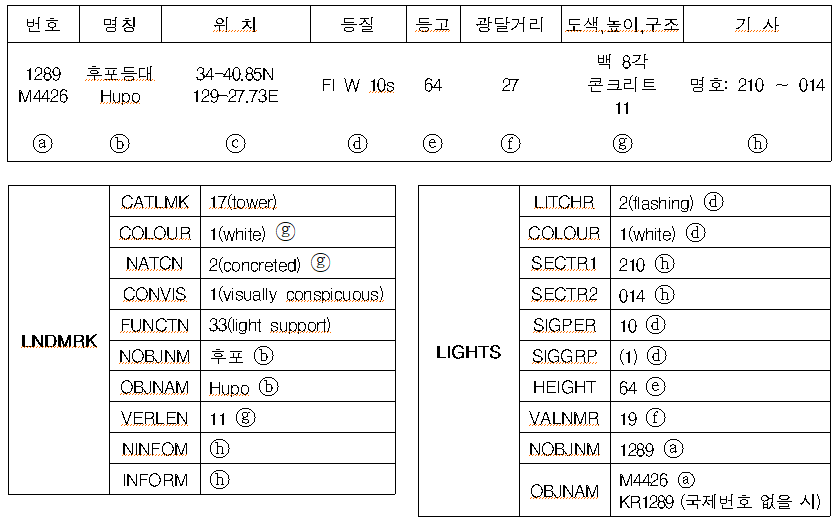 번호 명칭 위 치 등질 등고 광달거리 도색,높이,구조 기 사
1289 M4426 후포등대 Hupo 34-40.85N 129-27.73E Fl W 10s 64 27 백 8각 콘크리트 11 명호: 210 ~ 014
ⓐ ⓑ ⓒ ⓓ ⓔ ⓕ ⓖ ⓗ
LNDMRK
CATLMK 17(tower)
COLOUR 1(white) ⓖ
NATCN 2(concreted) ⓖ
CONVIS 1(visually conspicuous)
FUNCTN 33(light support)
NOBJNM 후포 ⓑ
OBJNAM Hupo ⓑ
VERLEN 11 ⓖ
NINFOM ⓗ
INFORM ⓗ
LIGHTS
LITCHR 2(flashing) ⓓ
COLOUR 1(white) ⓓ
SECTR1 210 ⓗ
SECTR2 014 ⓗ
SIGPER 10 ⓓ
SIGGRP (1) ⓓ
HEIGHT 64 ⓔ
VALNMR 19 ⓕ
NOBJNM 1289 ⓐ
OBJNAM M4426 ⓐ
KR1289 (국제번호 없을 시)